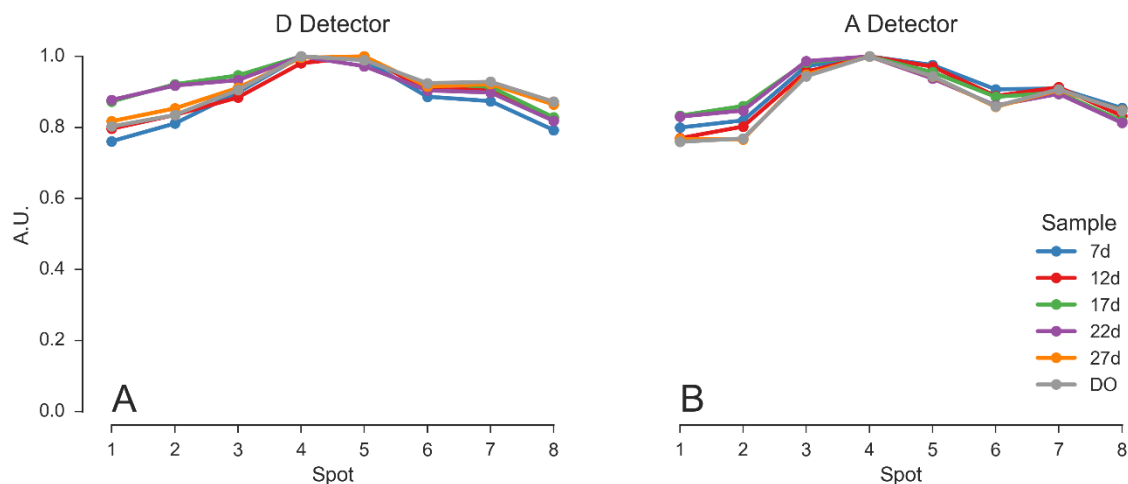 D Detector
A Detector
1.0
0.8
0.6
0.4
0.2
0.0
A.U.
A
B
Sample
7d
12d
17d
22d
27d
DO
1 2 3 4 5 6 7 8
1 2 3 4 5 6 7 8
Spot
Spot